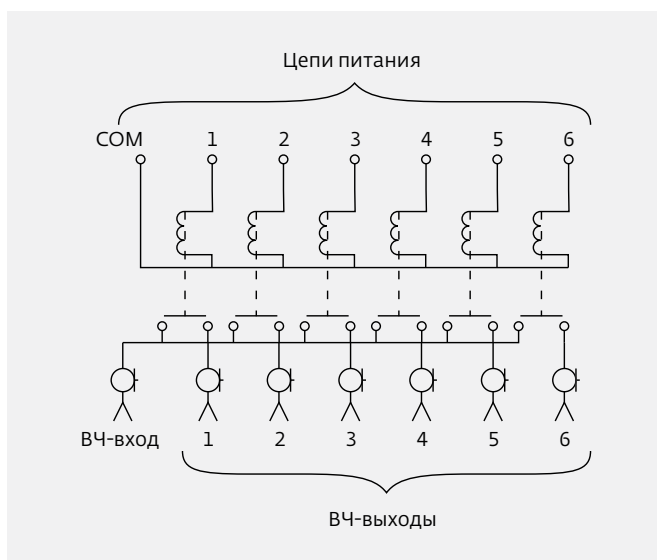 Цепи питания
COM 1 2 3 4 5 6
ВЧ-вход 1 2 3 4 5 6
ВЧ-выходы